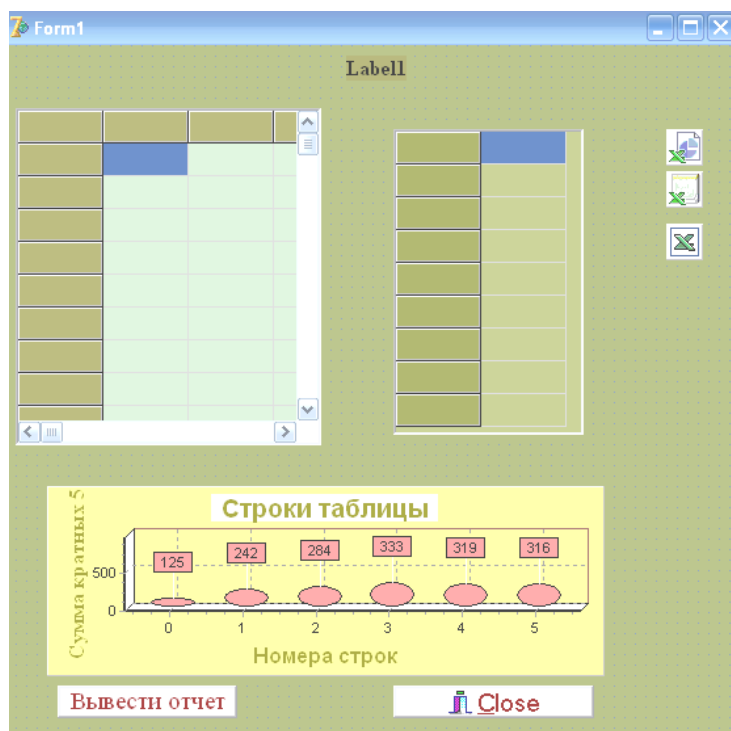 Form1
Label1
Сумма кратных 5
Строки таблицы
125
242
284
333
319
316
500
0
0
1
2
3
4
5
Номера строк
Вывести отчет
Close